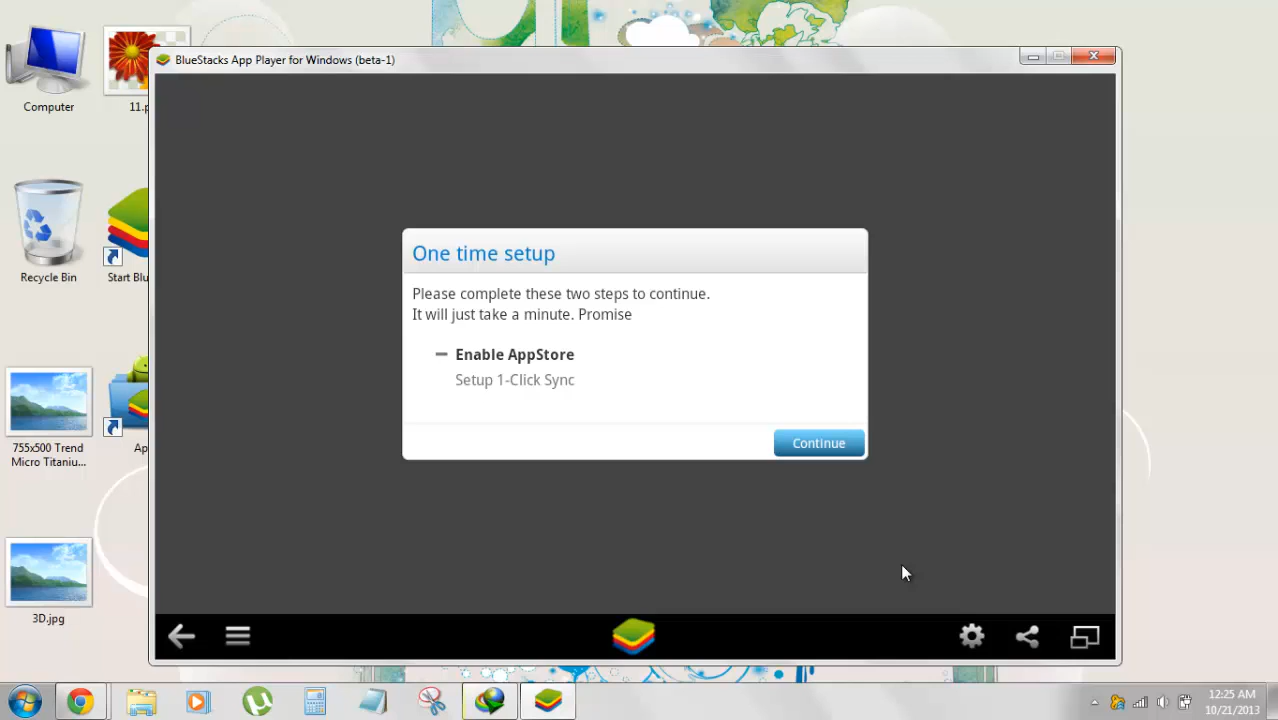 BlueStacks App Player for Windows (beta-1)
Computer
11.p
Recycle Bin
Start Blu
One time setup
Please complete these two steps to continue.
It will just take a minute. Promise
Enable AppStore
Setup 1-Click Sync
Continue
755x500 Trend
Micro Titaniu...
Ap
3D.jpg
12:25 AM
10/21/2013